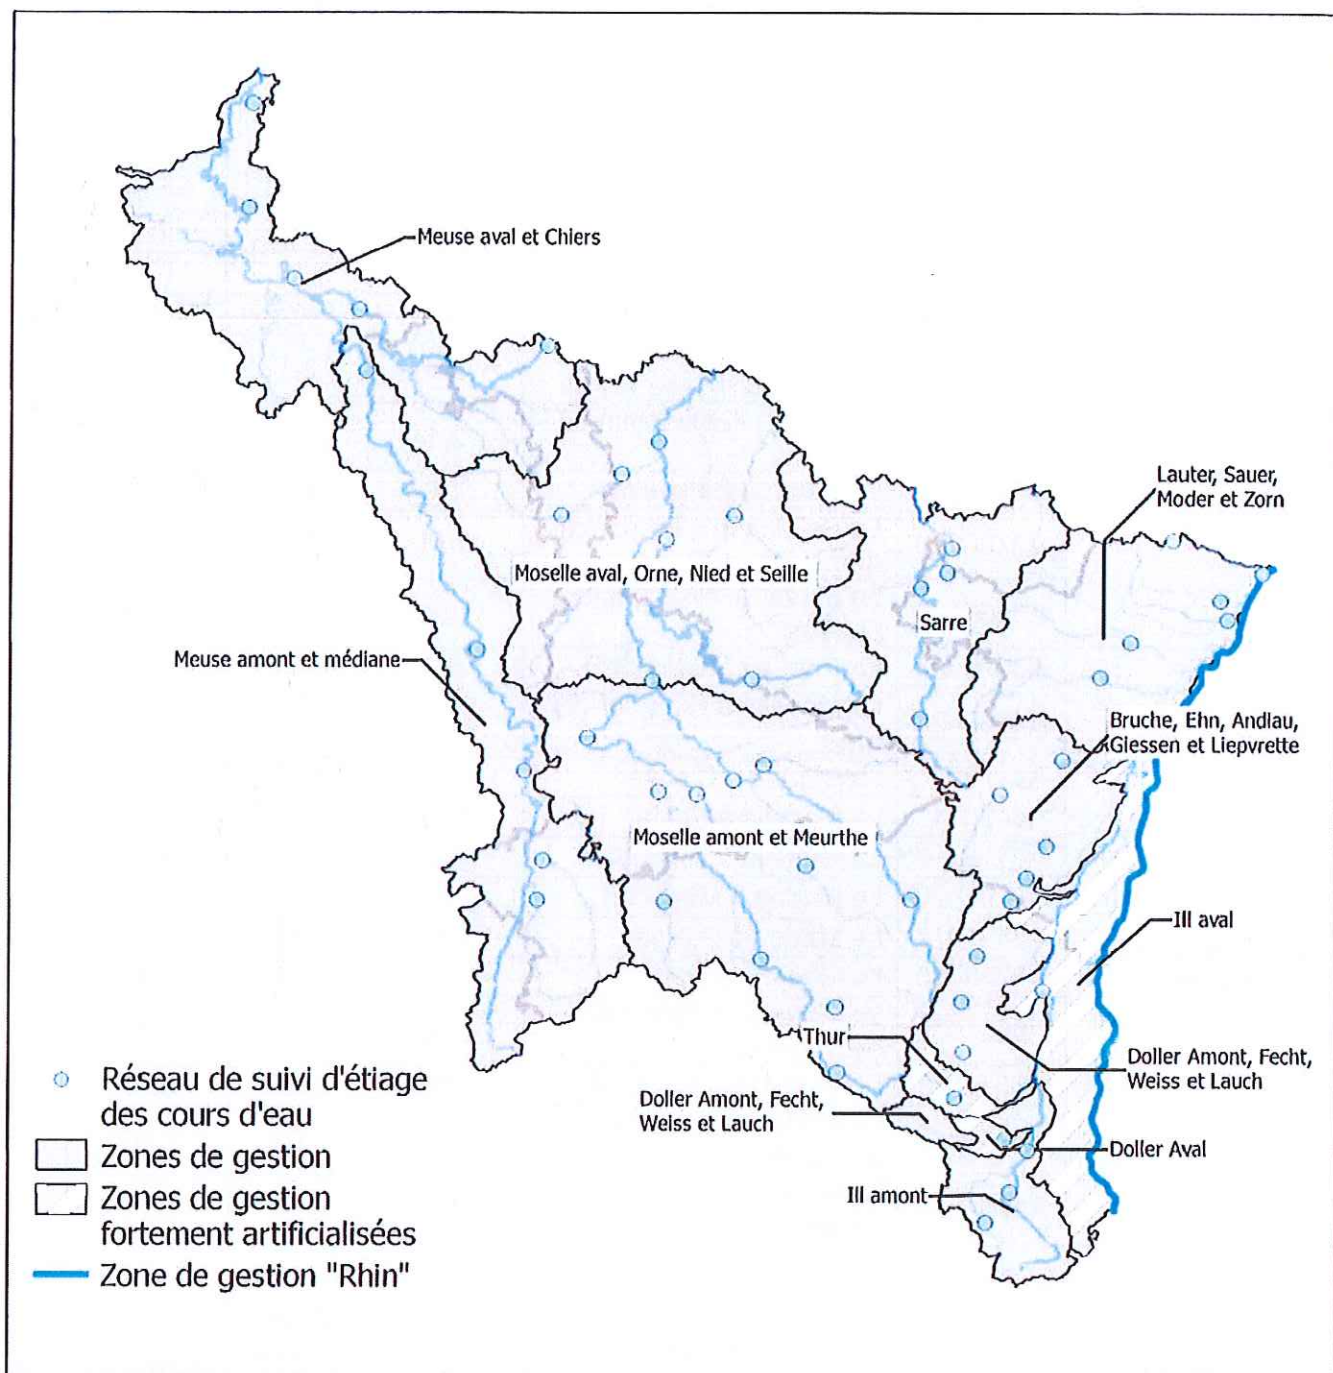 Meuse aval et Chiers
Lauter, Sauer,
Moder et Zorn
Moselle aval, Orne, Nied et Seille
Sarre
Meuse amont et médiane
Bruche, Ehn, Andlau,
Giessen et Liepvrette
Moselle amont et Meurthe
Ill aval
Thur
Doller Amont, Fecht,
Weiss et Lauch
Doller Amont, Fecht,
Weiss et Lauch
Doller Aval
Ill amont
Réseau de suivi d'étiage
des cours d'eau
Zones de gestion
Zones de gestion
fortement artificialisées
Zone de gestion "Rhin"